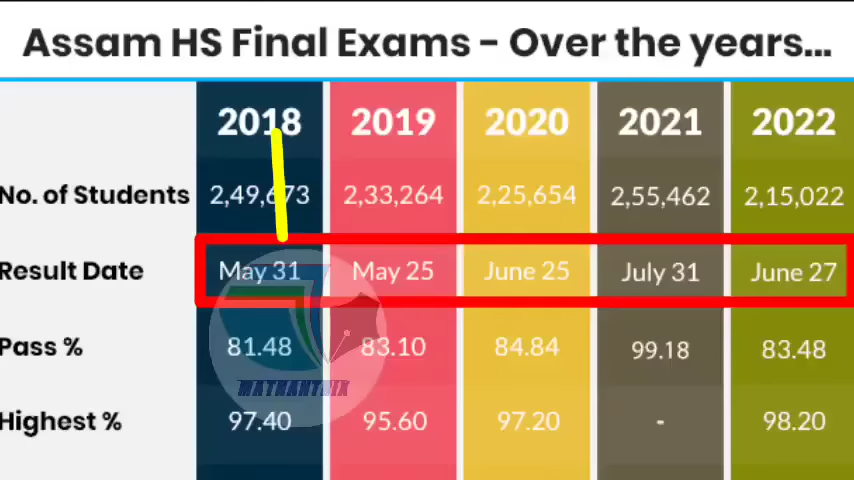 Assam HS Final Exams - Over the years...
2018 2019 2020 2021 2022
No. of Students 2,49,673 2,33,264 2,25,654 2,55,462 2,15,022
Result Date May 31 May 25 June 25 July 31 June 27
Pass % 81.48 83.10 84.84 99.18 83.48
Highest % 97.40 95.60 97.20 - 98.20